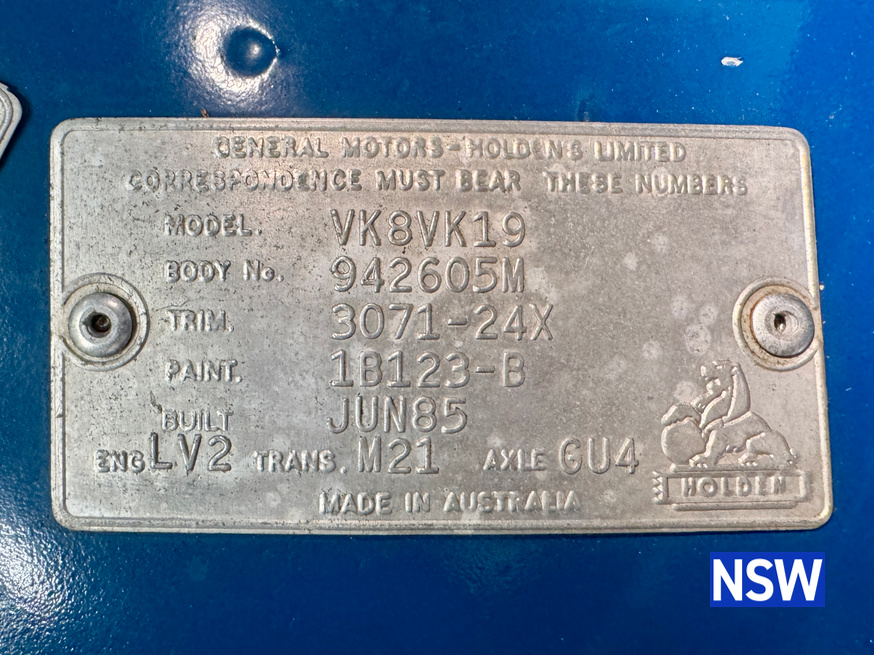 GENERAL MOTORS-HOLDEN'S LIMITED
CORRESPONDENCE MUST BEAR THESE NUMBERS
MODEL. VK8VK19
BODY No. 942605M
TRIM. 3071-24X
PAINT. 1B123-B
BUILT JUN85
ENG LV2 TRANS. M21 AXLE GU4
HOLDEN
MADE IN AUSTRALIA
NSW